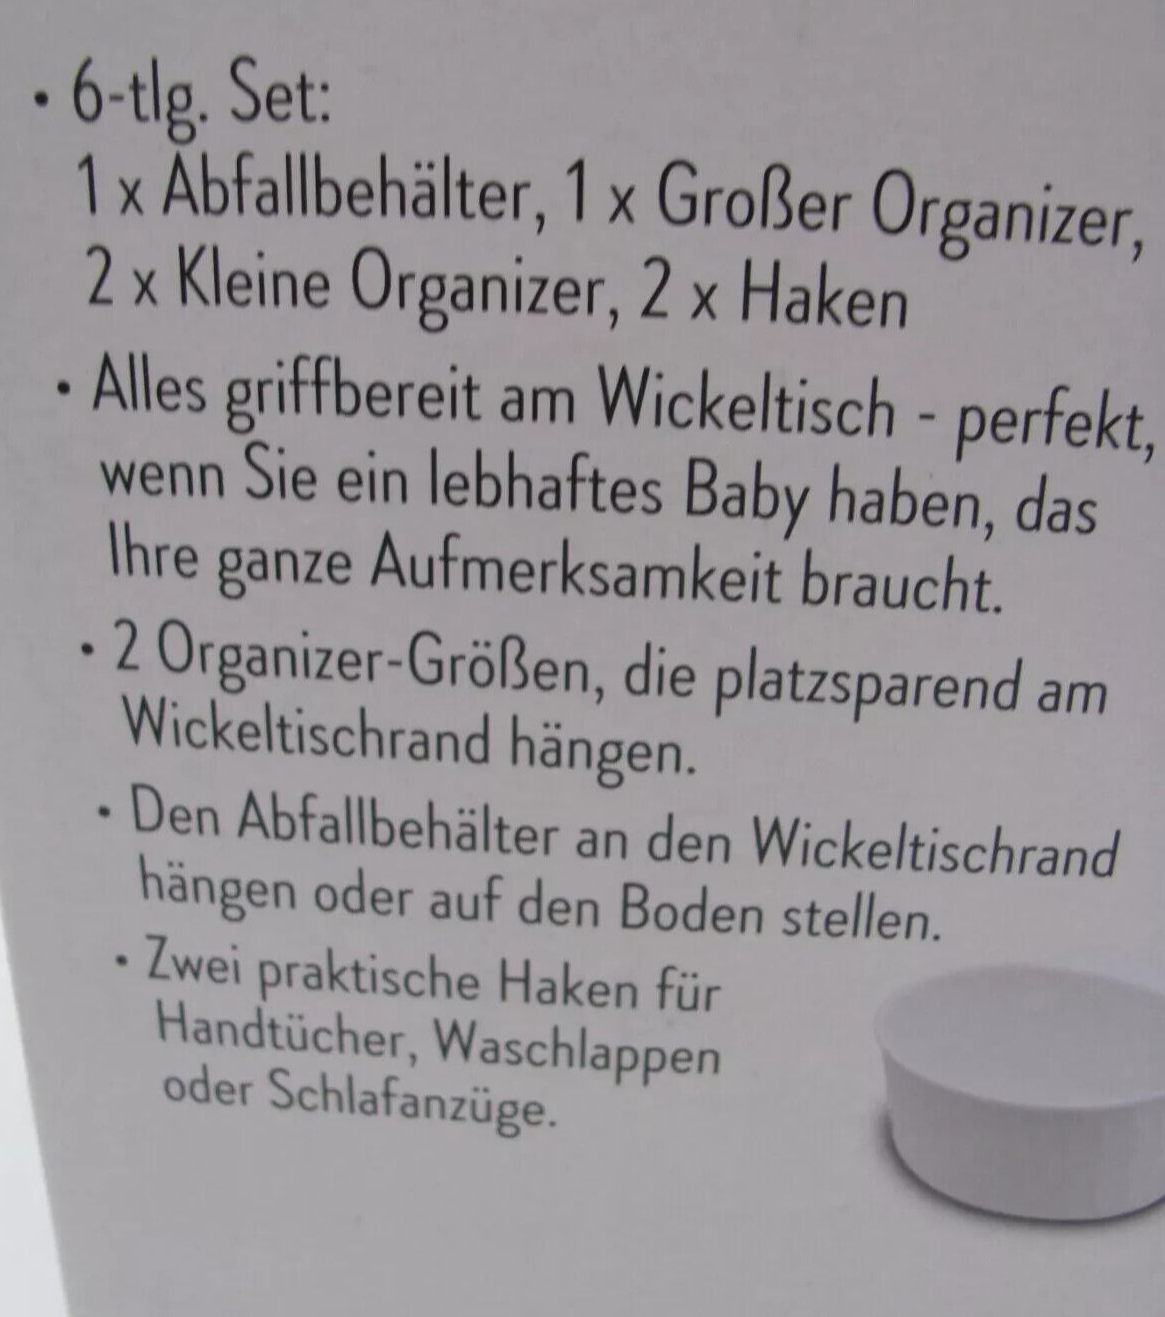 • 6-tlg. Set:
1 x Abfallbehälter, 1 x Großer Organizer,
2 x Kleine Organizer, 2 x Haken
• Alles griffbereit am Wickeltisch - perfekt,
wenn Sie ein lebhaftes Baby haben, das
Ihre ganze Aufmerksamkeit braucht.
• 2 Organizer-Größen, die platzsparend am
Wickeltischrand hängen.
• Den Abfallbehälter an den Wickeltischrand
hängen oder auf den Boden stellen.
• Zwei praktische Haken für
Handtücher, Waschlappen
oder Schlafanzüge.